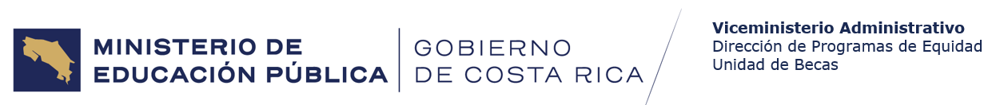 MINISTERIO DE
EDUCACIÓN PÚBLICA
GOBIERNO
DE COSTA RICA
Viceministerio Administrativo
Dirección de Programas de Equidad
Unidad de Becas